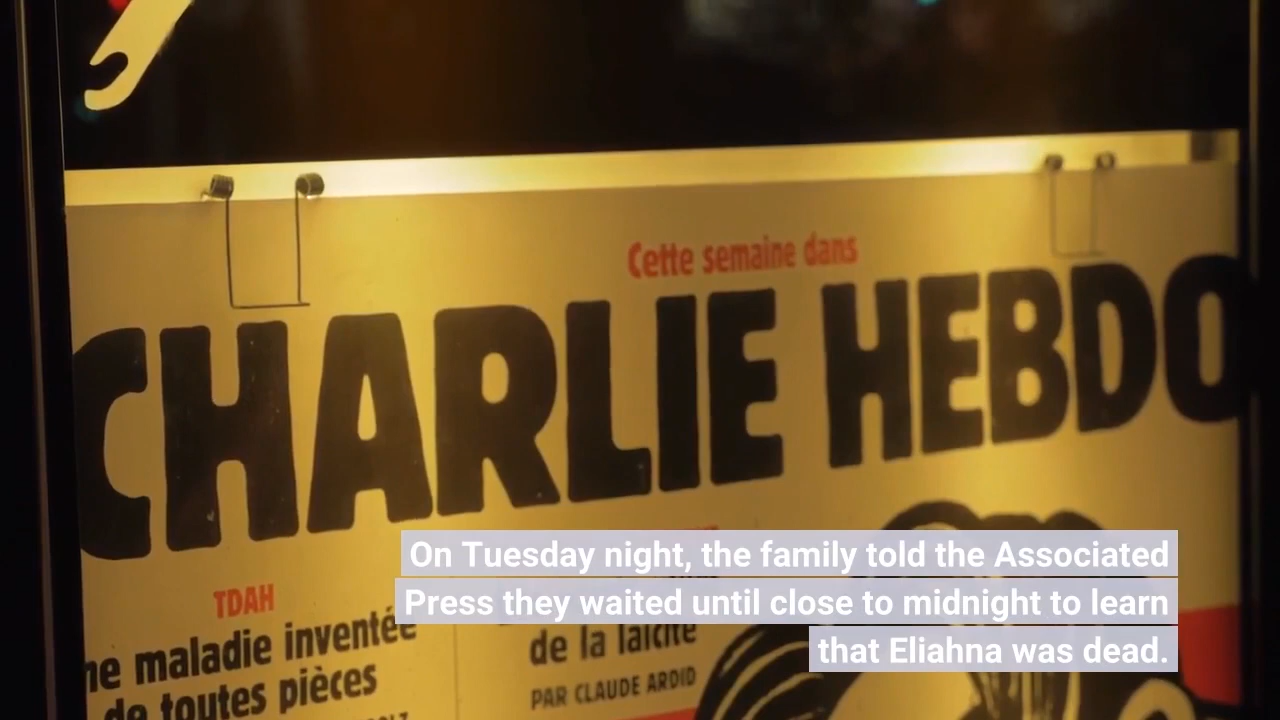 Cette semaine dans
CHARLIE HEBDO
TDAH
ne maladie inventée
de toutes pièces
de la laïcité
PAR CLAUDE ARDID
On Tuesday night, the family told the Associated
Press they waited until close to midnight to learn
that Eliahna was dead.